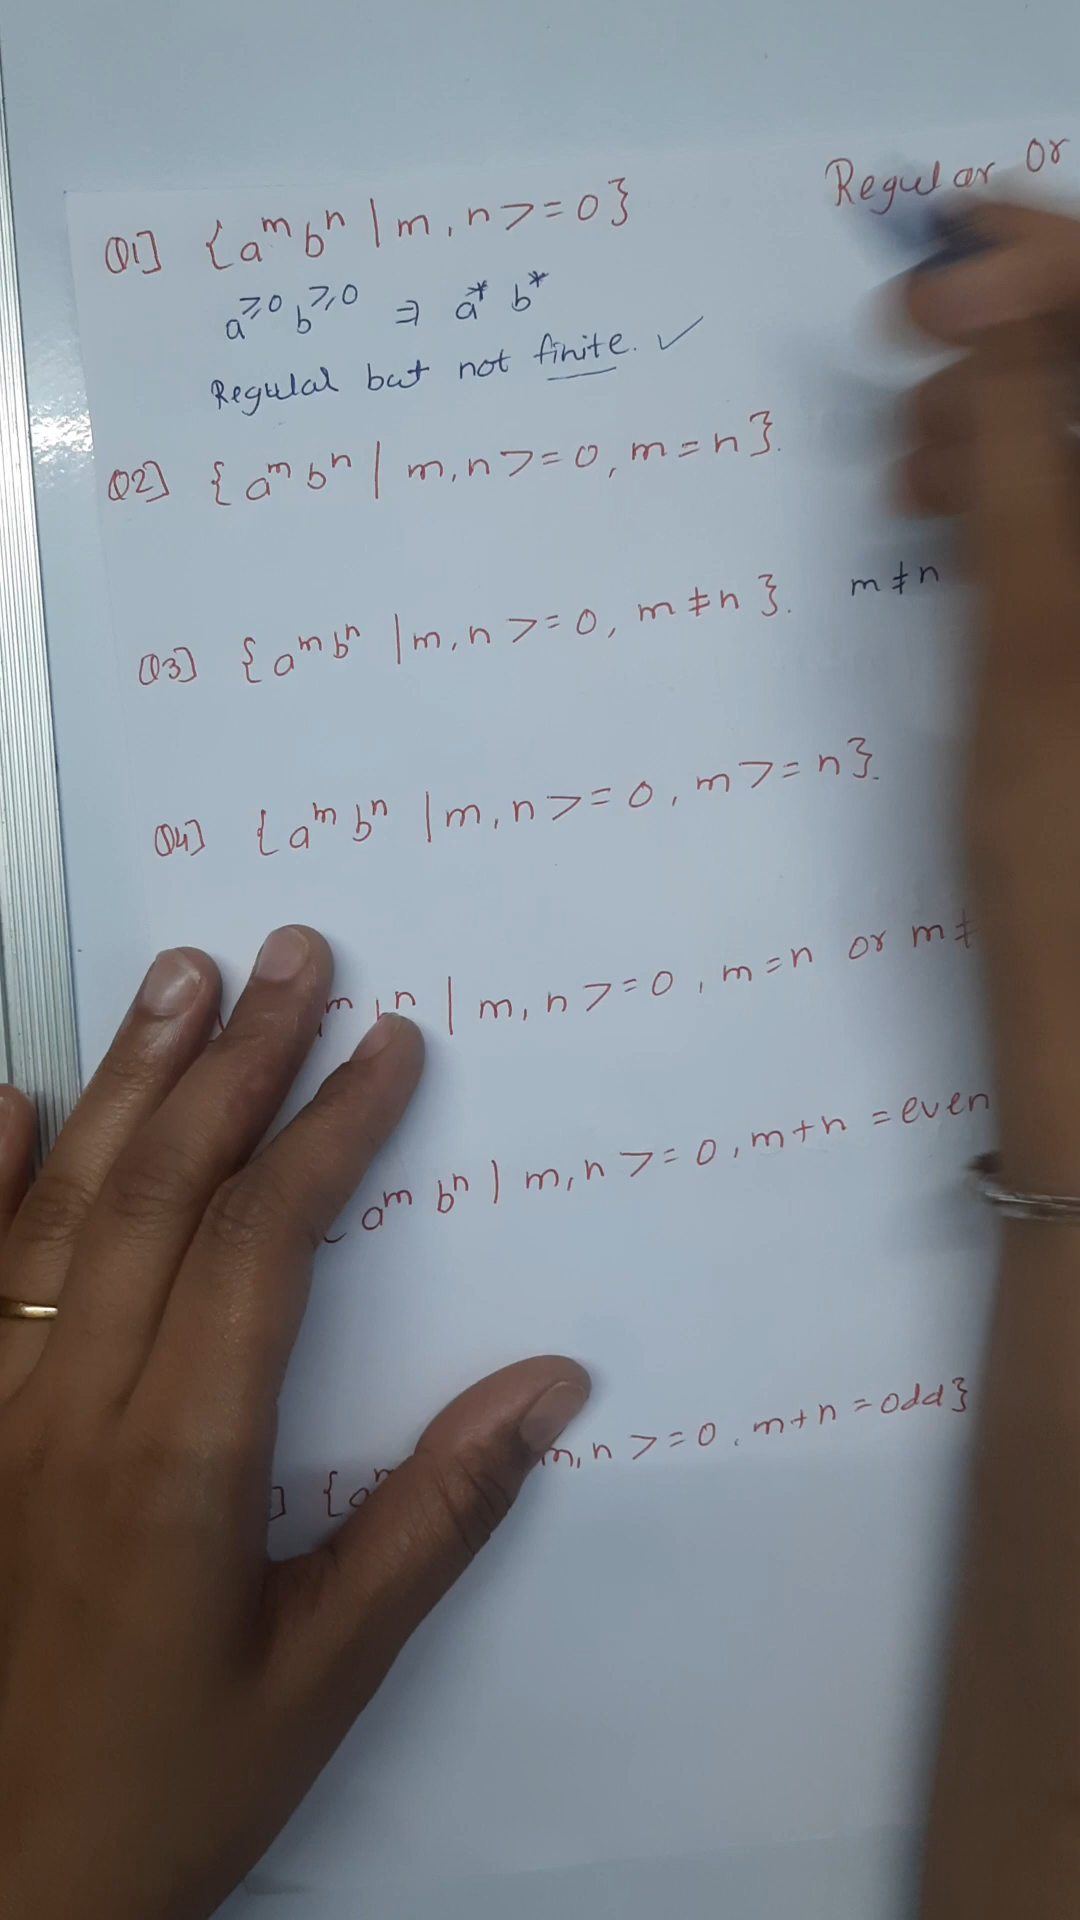 Regular Or
Q1] {a^m b^n | m, n >= 0}
a^≥0 b^≥0 ⇒ a* b*
Regular but not finite. ✓
Q2] {a^m b^n | m, n >= 0, m = n}.
Q3] {a^m b^n | m, n >= 0, m ≠ n}. m ≠ n
Q4] {a^m b^n | m, n >= 0, m >= n}.
m b^n | m, n >= 0, m = n or m ≠
{a^m b^n | m, n >= 0, m + n = even
] {a m, n >= 0, m + n = odd}